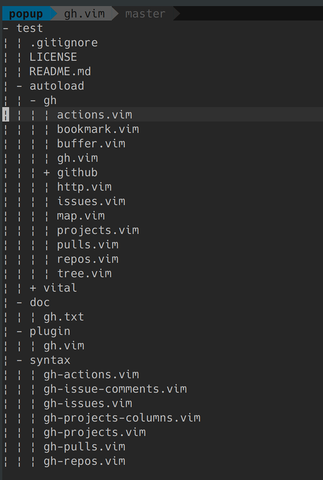 popup gh.vim master
- test
¦ ¦ .gitignore
¦ ¦ LICENSE
¦ ¦ README.md
¦ - autoload
¦ ¦ - gh
¦ ¦ ¦ ¦ actions.vim
¦ ¦ ¦ ¦ bookmark.vim
¦ ¦ ¦ ¦ buffer.vim
¦ ¦ ¦ ¦ gh.vim
¦ ¦ ¦ + github
¦ ¦ ¦ ¦ http.vim
¦ ¦ ¦ ¦ issues.vim
¦ ¦ ¦ ¦ map.vim
¦ ¦ ¦ ¦ projects.vim
¦ ¦ ¦ ¦ pulls.vim
¦ ¦ ¦ ¦ repos.vim
¦ ¦ ¦ ¦ tree.vim
¦ ¦ + vital
¦ - doc
¦ ¦ ¦ gh.txt
¦ - plugin
¦ ¦ ¦ gh.vim
¦ - syntax
¦ ¦ ¦ gh-actions.vim
¦ ¦ ¦ gh-issue-comments.vim
¦ ¦ ¦ gh-issues.vim
¦ ¦ ¦ gh-projects-columns.vim
¦ ¦ ¦ gh-projects.vim
¦ ¦ ¦ gh-pulls.vim
¦ ¦ ¦ gh-repos.vim